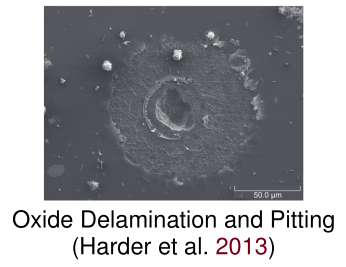 50.0 µm
Oxide Delamination and Pitting
(Harder et al. 2013)